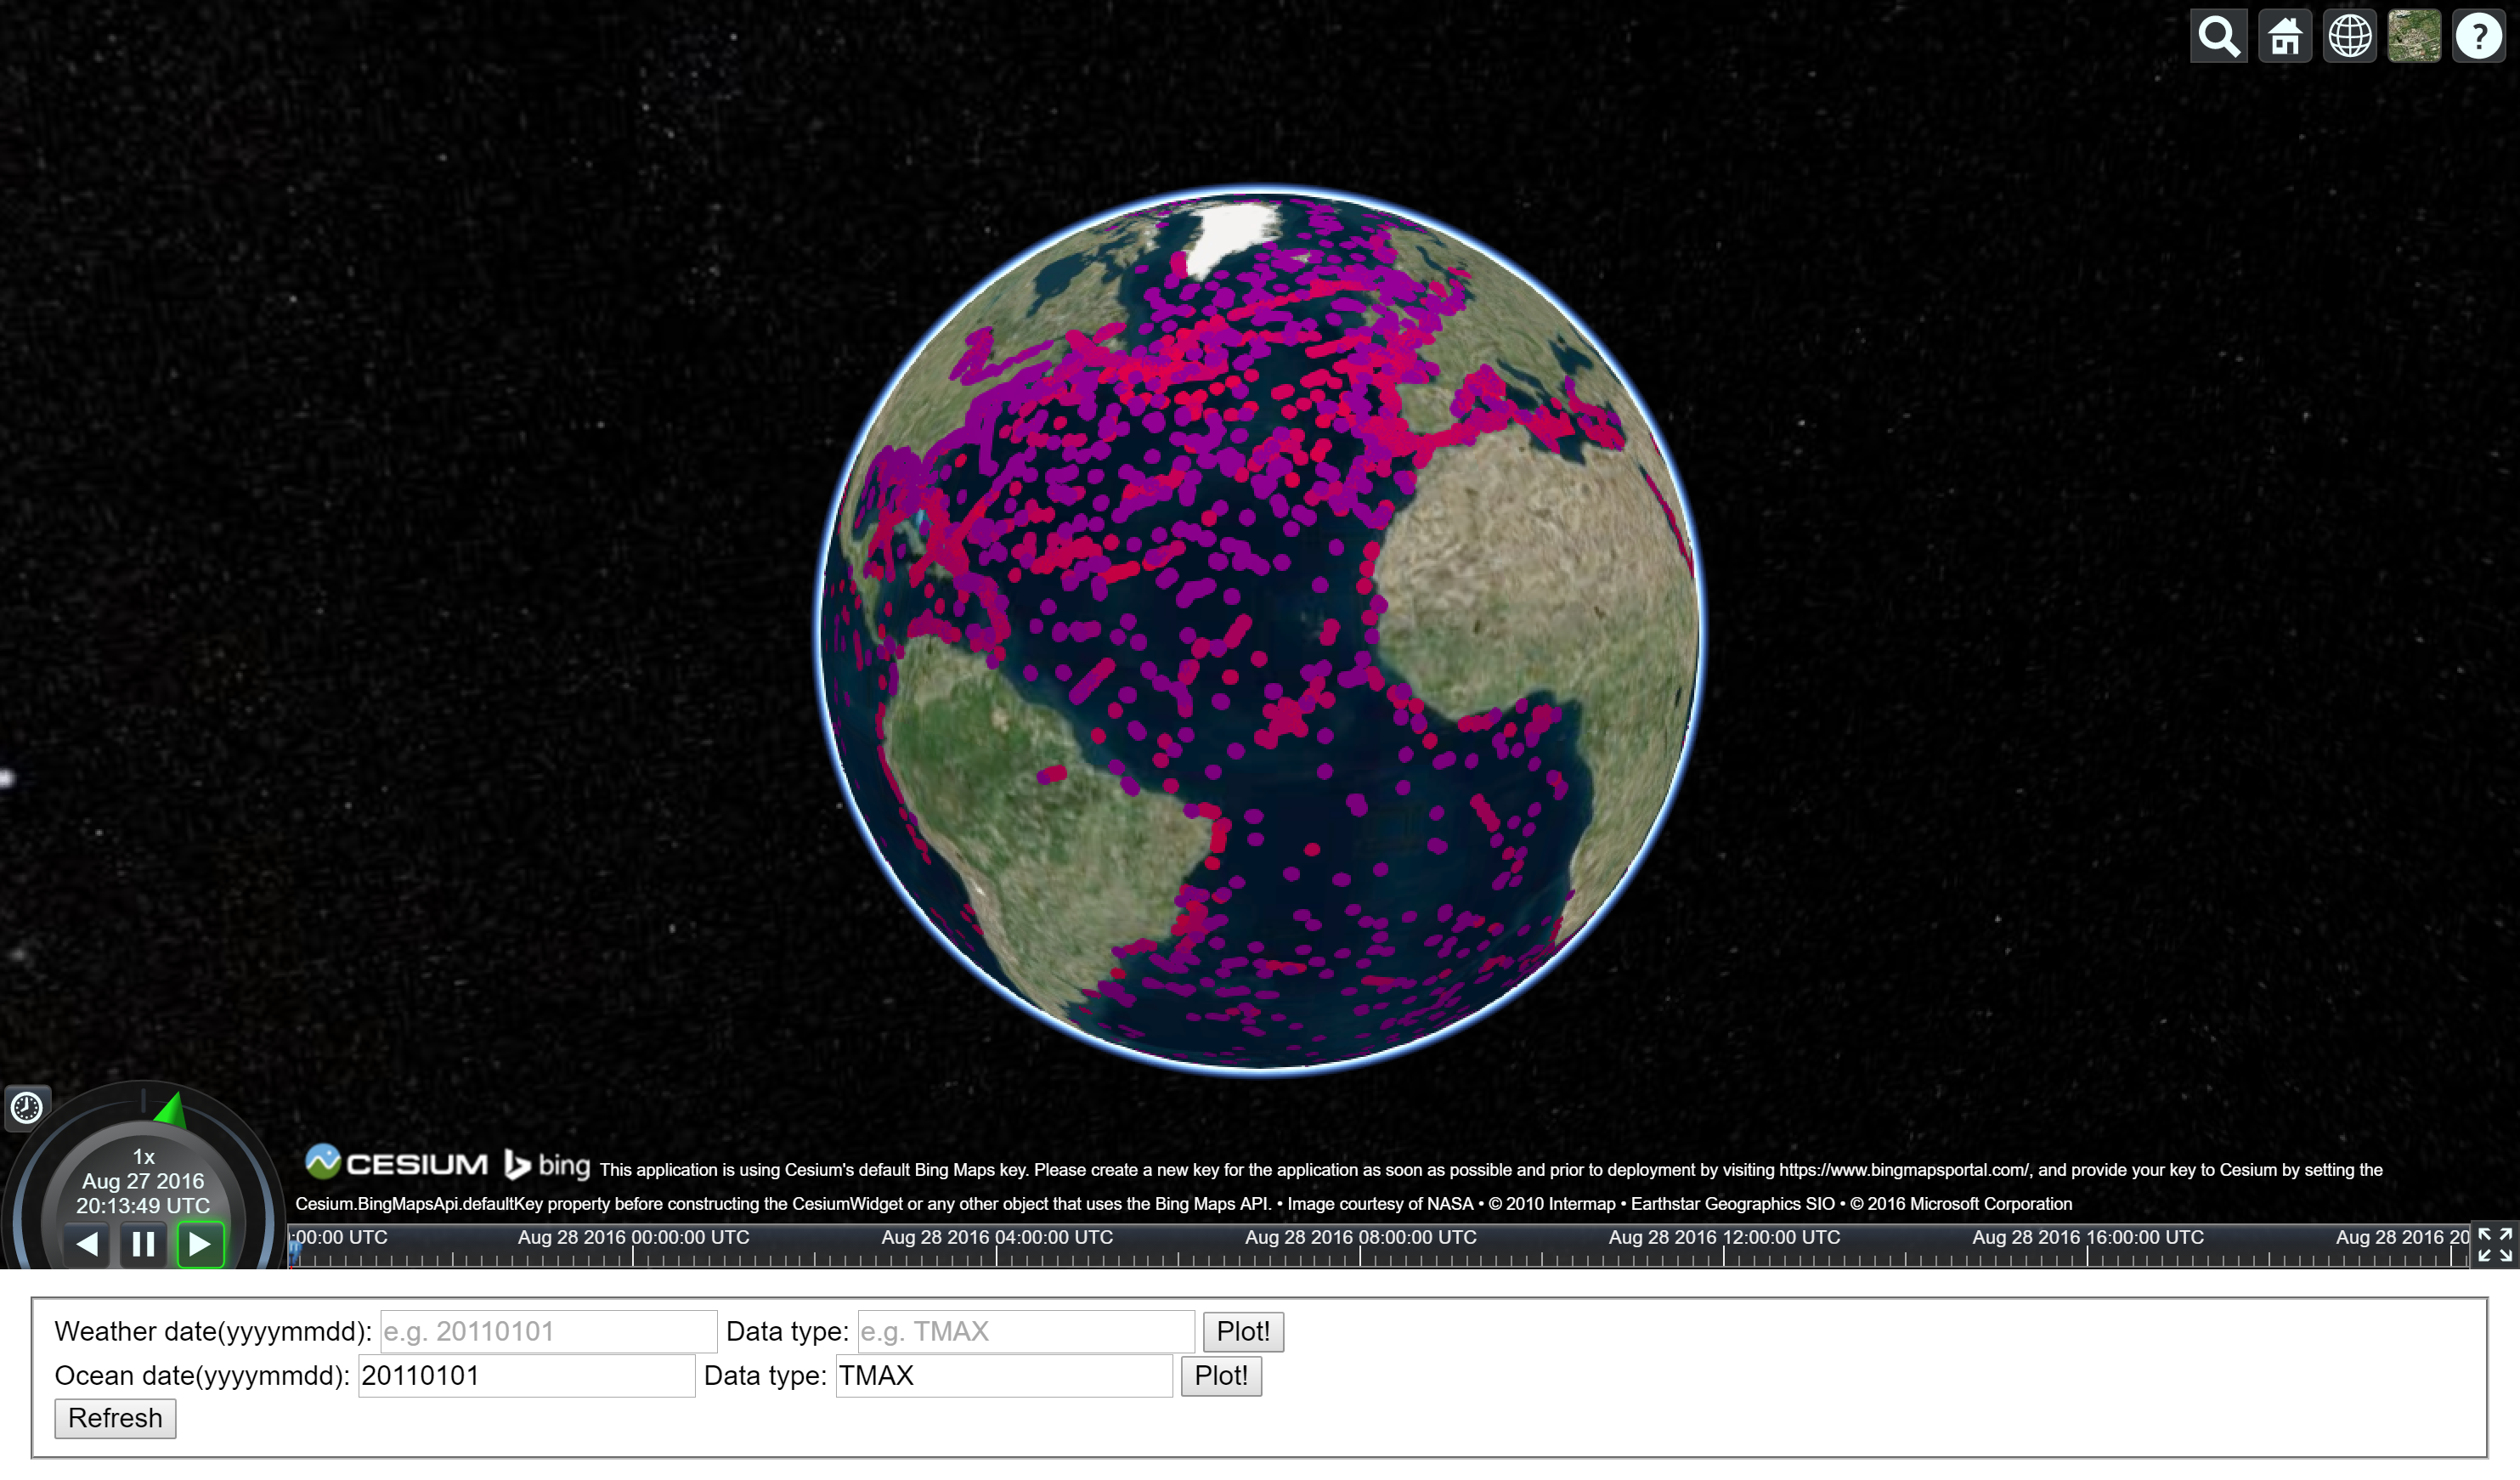 ?
1x
Aug 27 2016
20:13:49 UTC
CESIUM bing This application is using Cesium's default Bing Maps key. Please create a new key for the application as soon as possible and prior to deployment by visiting https://www.bingmapsportal.com/, and provide your key to Cesium by setting the
Cesium.BingMapsApi.defaultKey property before constructing the CesiumWidget or any other object that uses the Bing Maps API. • Image courtesy of NASA • © 2010 Intermap • Earthstar Geographics SIO • © 2016 Microsoft Corporation
:00:00 UTC Aug 28 2016 00:00:00 UTC Aug 28 2016 04:00:00 UTC Aug 28 2016 08:00:00 UTC Aug 28 2016 12:00:00 UTC Aug 28 2016 16:00:00 UTC Aug 28 2016 20
Weather date(yyyymmdd): e.g. 20110101 Data type: e.g. TMAX Plot!
Ocean date(yyyymmdd): 20110101 Data type: TMAX Plot!
Refresh